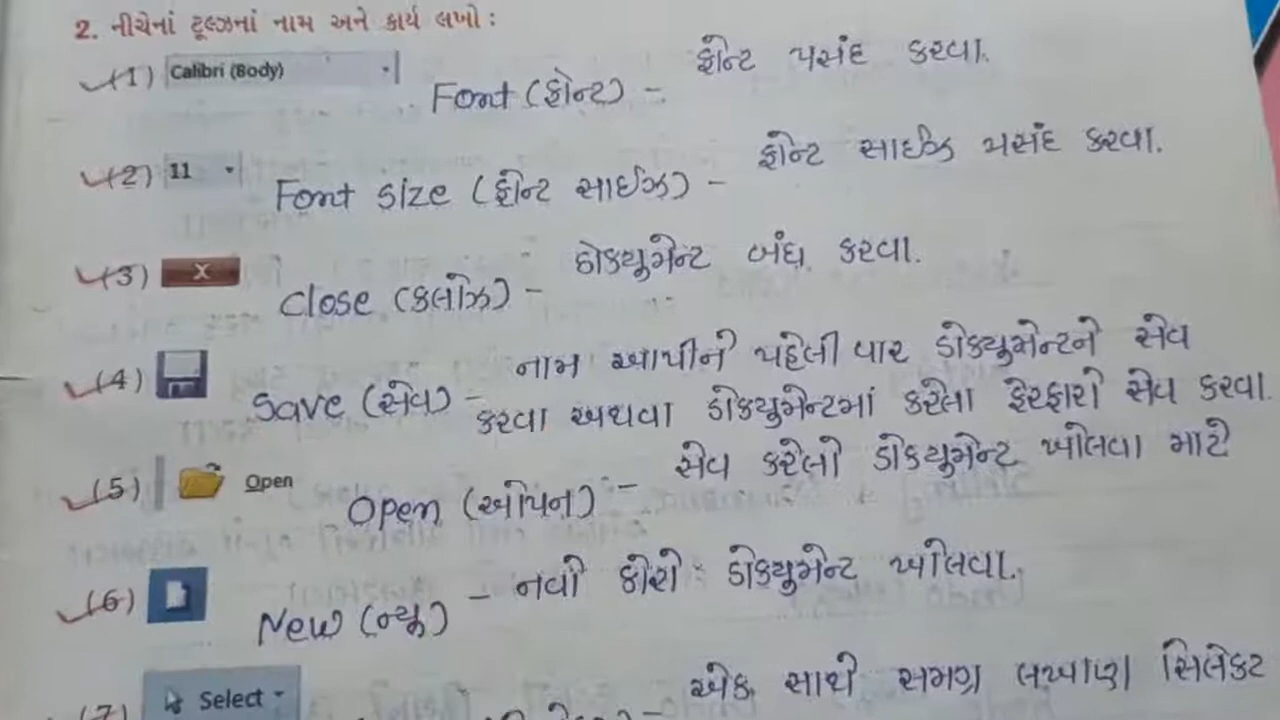 2. નીચેનાં ટૂલ્ઝનાં નામ અને કાર્ય લખો :
(1) Calibri (Body) Font (ફોન્ટ) - ફોન્ટ પસંદ કરવા.
(2) 11 Font size (ફોન્ટ સાઈઝ) - ફોન્ટ સાઈઝ પસંદ કરવા.
(3) X Close (ક્લોઝ) - ડોક્યુમેન્ટ બંધ કરવા.
(4) Save (સેવ) - નામ આપીને પહેલી વાર ડોક્યુમેન્ટને સેવ
કરવા અથવા ડોક્યુમેન્ટમાં કરેલા ફેરફારો સેવ કરવા.
(5) Open Open (ઓપન) - સેવ કરેલો ડોક્યુમેન્ટ ખોલવા માટે
(6) New (ન્યૂ) - નવો કોરો ડોક્યુમેન્ટ ખોલવા.
(7) Select એક સાથે સમગ્ર લખાણ સિલેકટ